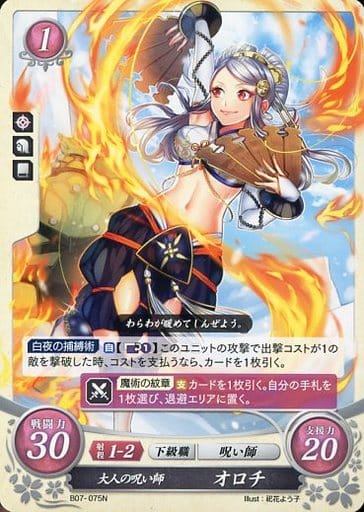 1
わらわが暖めてしんぜよう。
白夜の捕縛術 自【 1】このユニットの攻撃で出撃コストが1の
敵を撃破した時、コストを支払うなら、カードを1枚引く。
魔術の紋章 支 カードを1枚引く。自分の手札を
1枚選び、退避エリアに置く。
戦闘力
30
射程 1-2 下級職 呪い師
支援力
20
大人の呪い師 オロチ
B07-075N Illust：祀花よう子